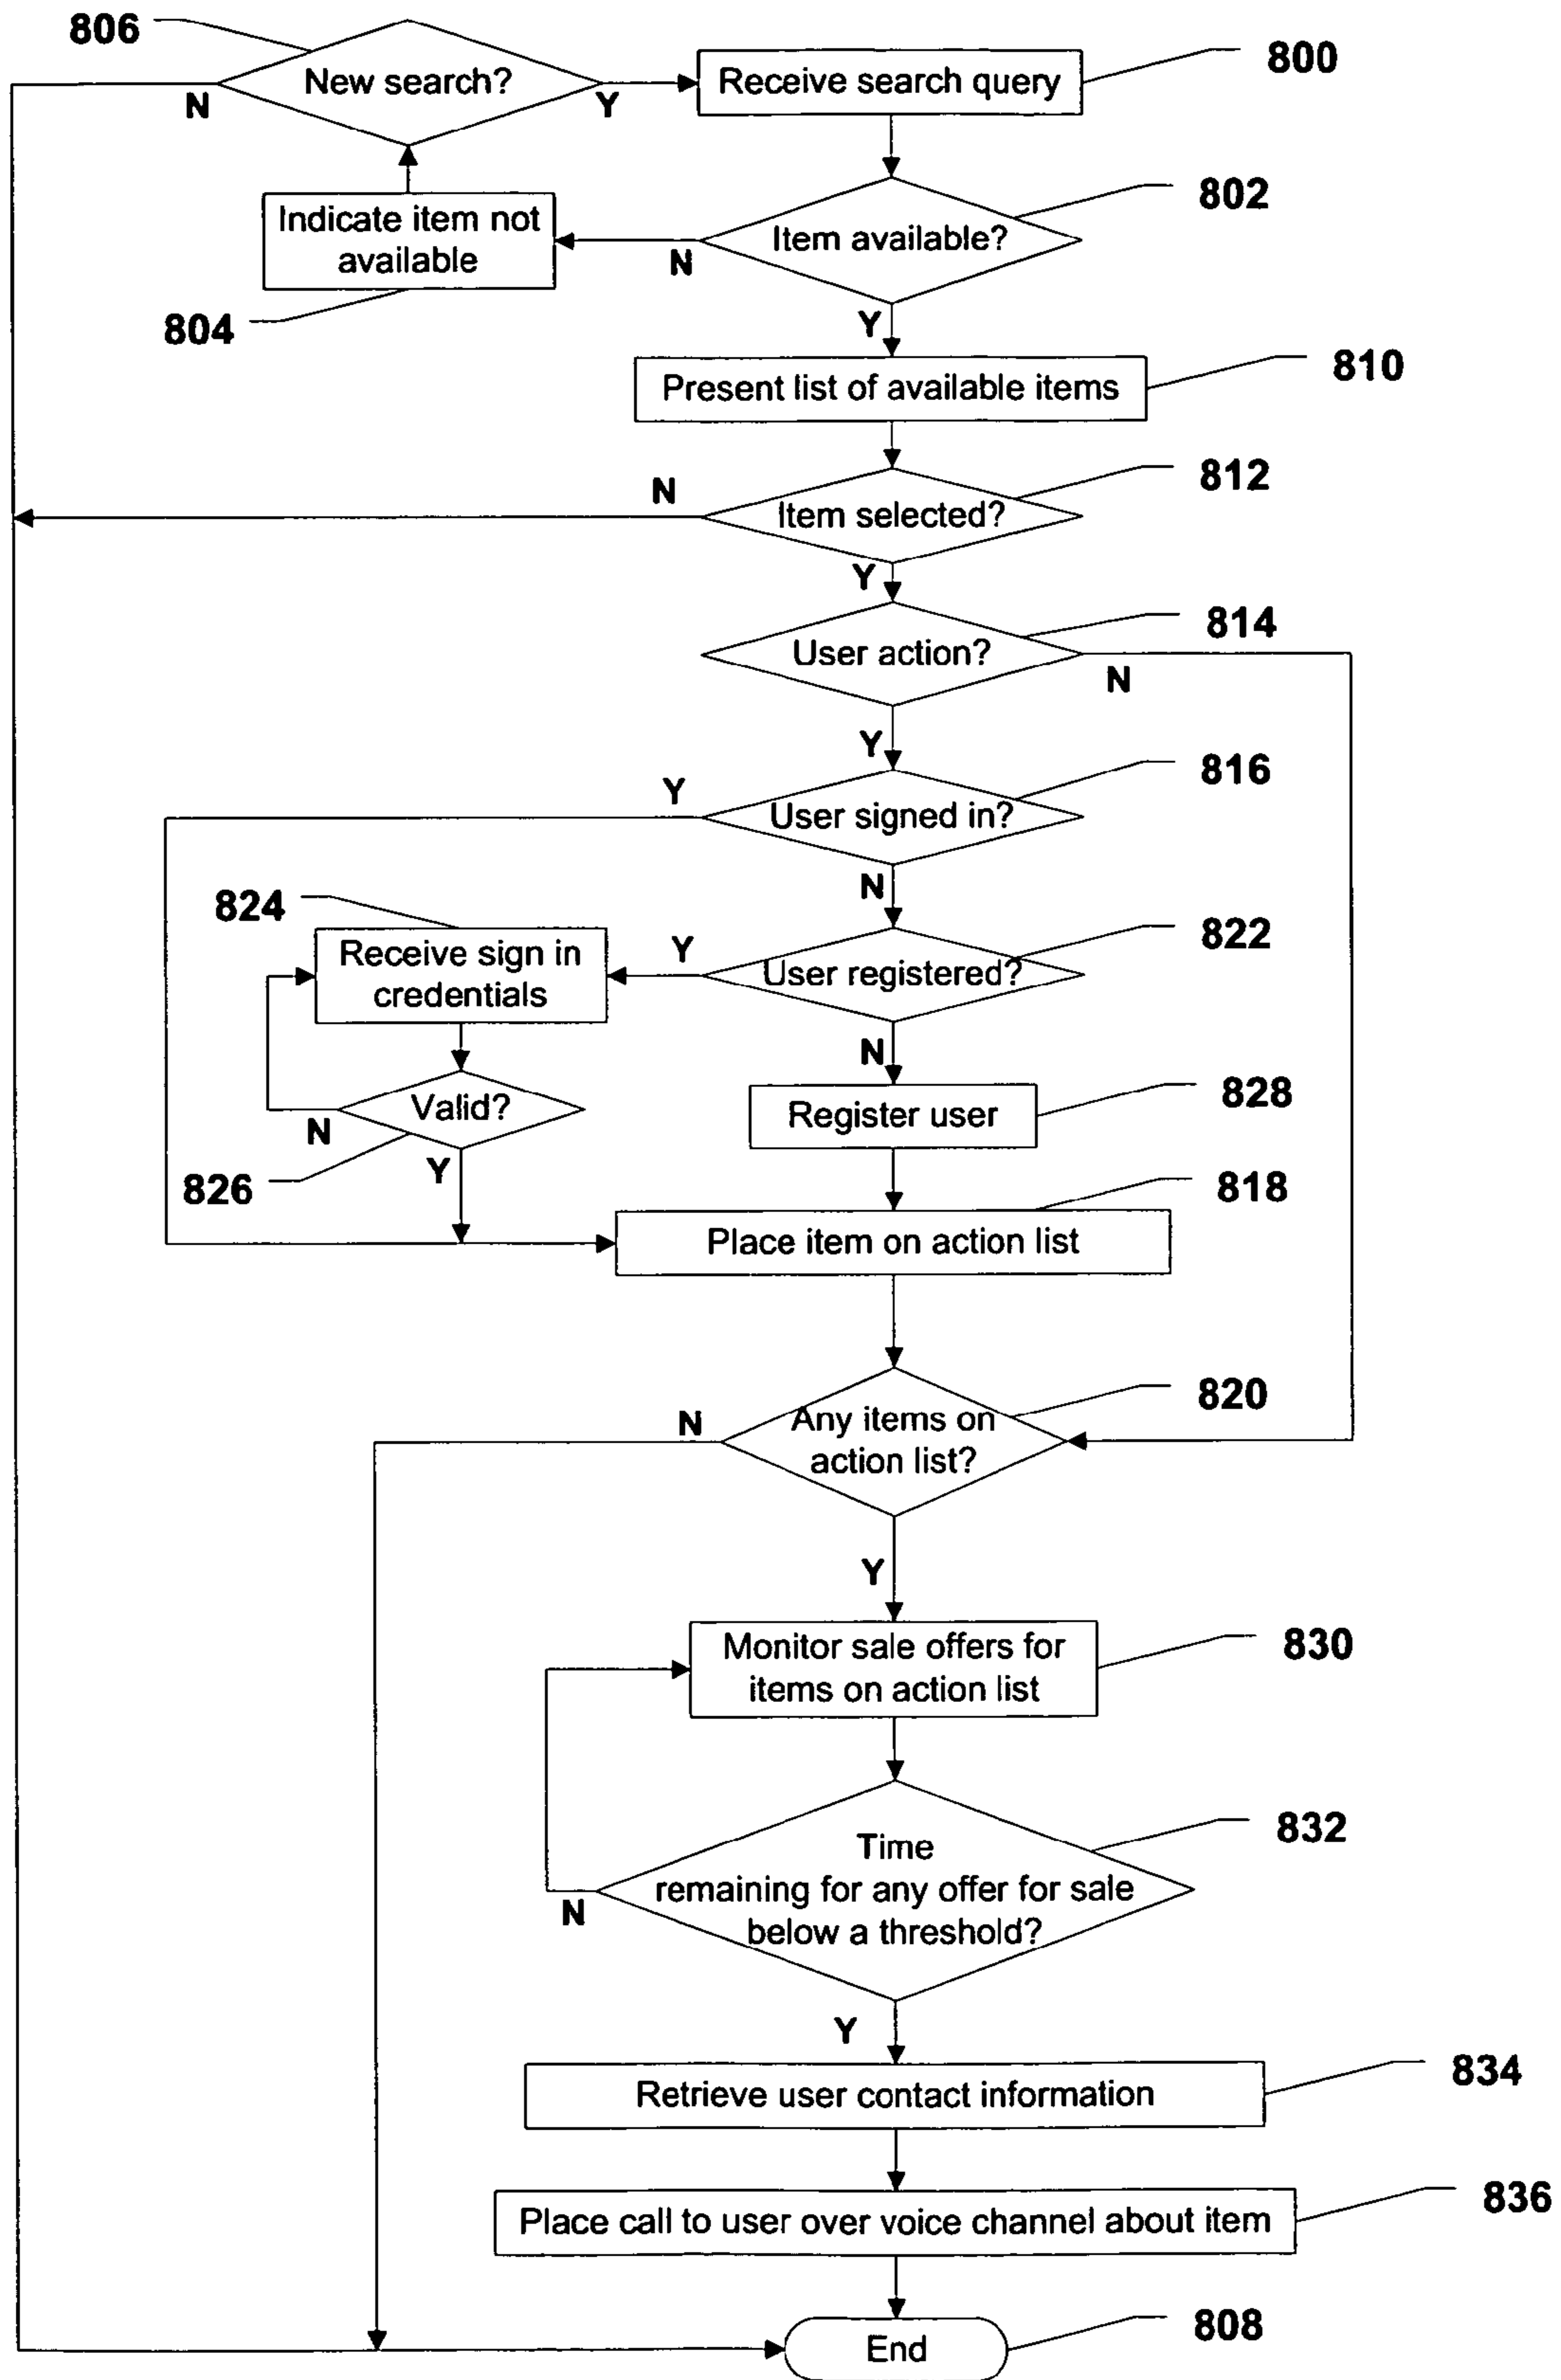 806
New search?
N
Y
Receive search query
800
Indicate item not
available
804
N
Item available?
802
Y
Present list of available items
810
N
Item selected?
812
Y
User action?
814
N
Y
Y
User signed in?
816
N
824
Receive sign in
credentials
Y
User registered?
822
N
Valid?
N
826
Y
Register user
828
818
Place item on action list
N
Any items on
action list?
820
Y
Monitor sale offers for
items on action list
830
Time
remaining for any offer for sale
below a threshold?
832
N
Y
Retrieve user contact information
834
Place call to user over voice channel about item
836
End
808